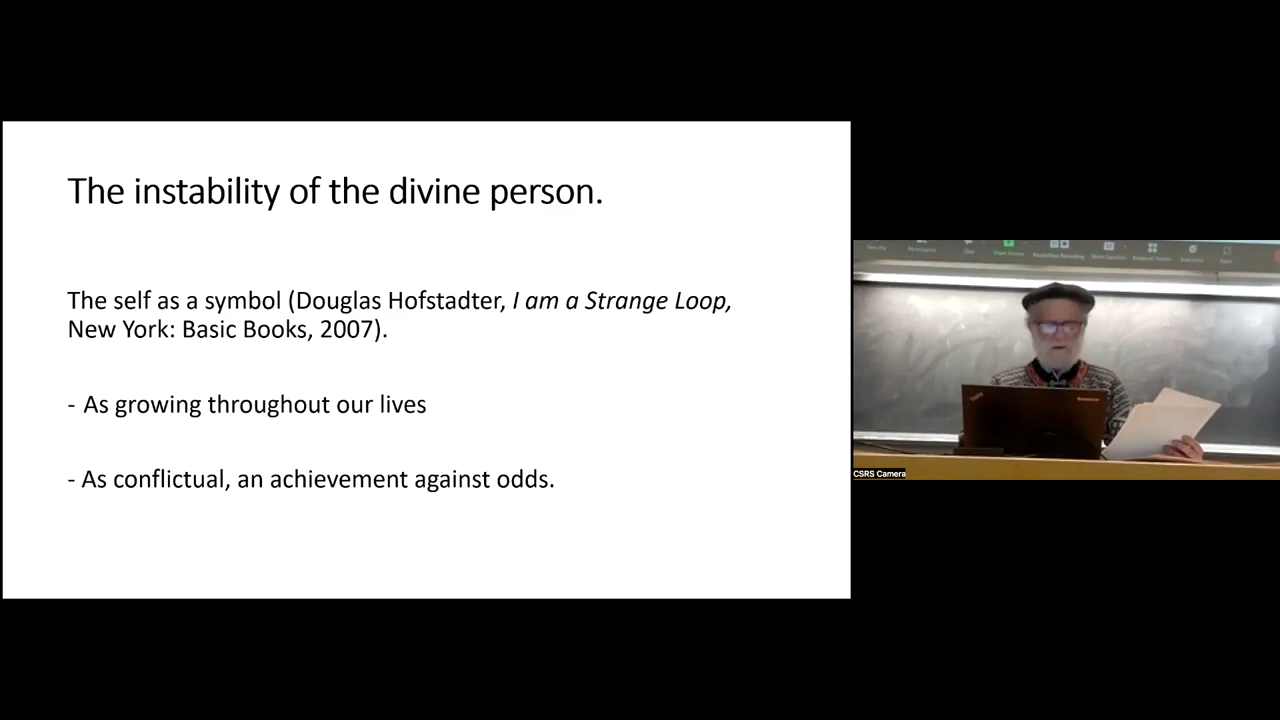 The instability of the divine person.
The self as a symbol (Douglas Hofstadter, I am a Strange Loop,
New York: Basic Books, 2007).
- As growing throughout our lives
- As conflictual, an achievement against odds.
CSRS Camera